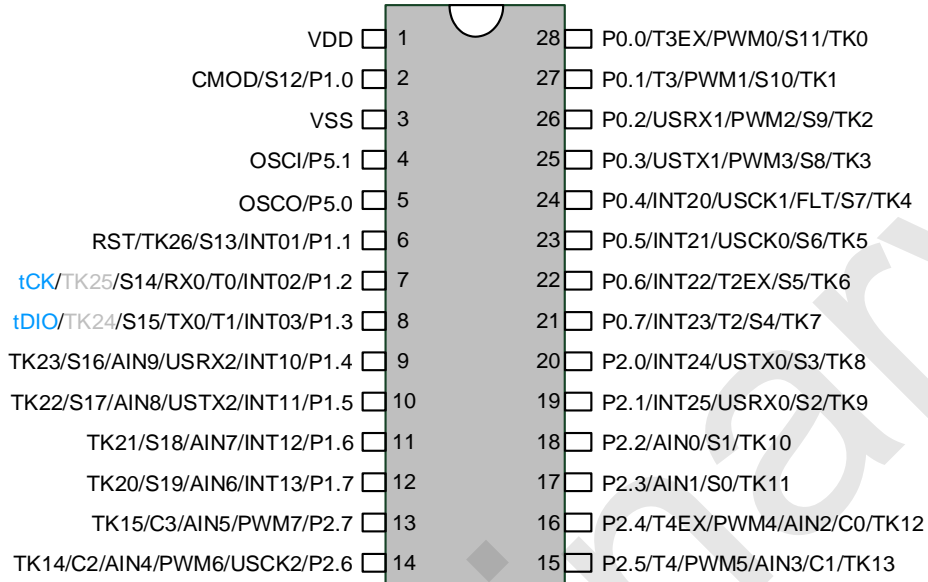 VDD 1 28 P0.0/T3EX/PWM0/S11/TK0
CMOD/S12/P1.0 2 27 P0.1/T3/PWM1/S10/TK1
VSS 3 26 P0.2/USRX1/PWM2/S9/TK2
OSCI/P5.1 4 25 P0.3/USTX1/PWM3/S8/TK3
OSCO/P5.0 5 24 P0.4/INT20/USCK1/FLT/S7/TK4
RST/TK26/S13/INT01/P1.1 6 23 P0.5/INT21/USCK0/S6/TK5
tCK/TK25/S14/RX0/T0/INT02/P1.2 7 22 P0.6/INT22/T2EX/S5/TK6
tDIO/TK24/S15/TX0/T1/INT03/P1.3 8 21 P0.7/INT23/T2/S4/TK7
TK23/S16/AIN9/USRX2/INT10/P1.4 9 20 P2.0/INT24/USTX0/S3/TK8
TK22/S17/AIN8/USTX2/INT11/P1.5 10 19 P2.1/INT25/USRX0/S2/TK9
TK21/S18/AIN7/INT12/P1.6 11 18 P2.2/AIN0/S1/TK10
TK20/S19/AIN6/INT13/P1.7 12 17 P2.3/AIN1/S0/TK11
TK15/C3/AIN5/PWM7/P2.7 13 16 P2.4/T4EX/PWM4/AIN2/C0/TK12
TK14/C2/AIN4/PWM6/USCK2/P2.6 14 15 P2.5/T4/PWM5/AIN3/C1/TK13